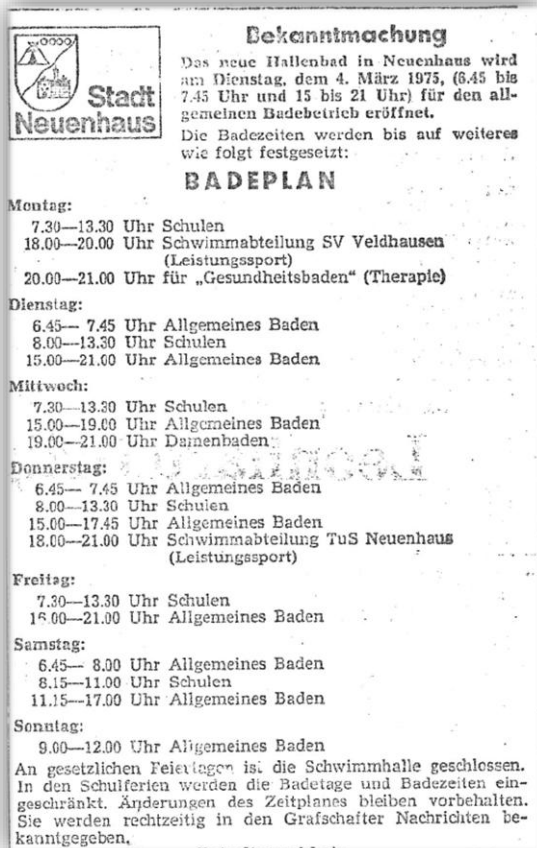 Stadt
Neuenhaus
Bekanntmachung
Das neue Hallenbad in Neuenhaus wird
am Dienstag, dem 4. März 1975, (6.45 bis
7.45 Uhr und 15 bis 21 Uhr) für den all-
gemeinen Badebetrieb eröffnet.
Die Badezeiten werden bis auf weiteres
wie folgt festgesetzt:
BADEPLAN
Montag:
7.30—13.30 Uhr Schulen
18.00—20.00 Uhr Schwimmabteilung SV Veldhausen
(Leistungssport)
20.00—21.00 Uhr für „Gesundheitsbaden" (Therapie)
Dienstag:
6.45— 7.45 Uhr Allgemeines Baden
8.00—13.30 Uhr Schulen
15.00—21.00 Uhr Allgemeines Baden
Mittwoch:
7.30—13.30 Uhr Schulen
15.00—19.00 Uhr Allgemeines Baden
19.00—21.00 Uhr Damenbaden
Donnerstag:
6.45— 7.45 Uhr Allgemeines Baden
8.00—13.30 Uhr Schulen
15.00—17.45 Uhr Allgemeines Baden
18.00—21.00 Uhr Schwimmabteilung TuS Neuenhaus
(Leistungssport)
Freitag:
7.30—13.30 Uhr Schulen
15.00—21.00 Uhr Allgemeines Baden
Samstag:
6.45— 8.00 Uhr Allgemeines Baden
8.15—11.00 Uhr Schulen
11.15—17.00 Uhr Allgemeines Baden
Sonntag:
9.00—12.00 Uhr Allgemeines Baden
An gesetzlichen Feiertagen ist die Schwimmhalle geschlossen.
In den Schulferien werden die Badetage und Badezeiten ein-
geschränkt. Änderungen des Zeitplanes bleiben vorbehalten.
Sie werden rechtzeitig in den Grafschafter Nachrichten be-
kanntgegeben.